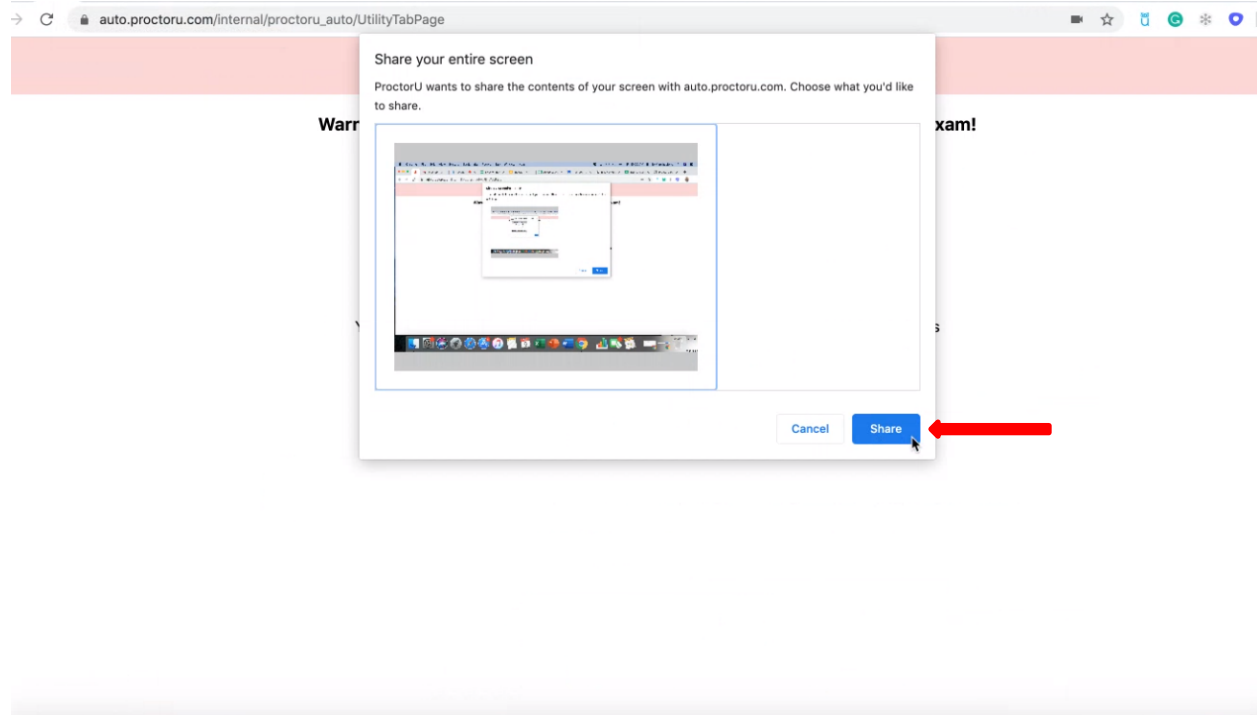 auto.proctoru.com/internal/proctoru_auto/UtilityTabPage
Share your entire screen
ProctorU wants to share the contents of your screen with auto.proctoru.com. Choose what you'd like
to share.
Warr xam!
Cancel Share